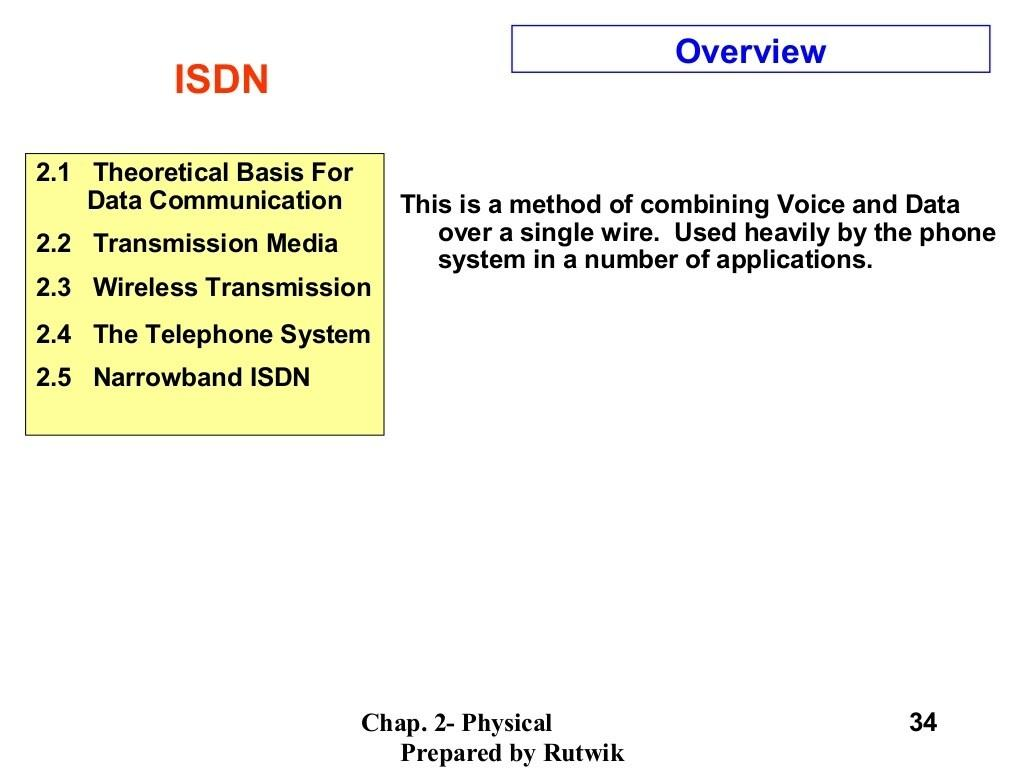 ISDN
Overview
2.1 Theoretical Basis For
Data Communication
2.2 Transmission Media
2.3 Wireless Transmission
2.4 The Telephone System
2.5 Narrowband ISDN
This is a method of combining Voice and Data
over a single wire. Used heavily by the phone
system in a number of applications.
Chap. 2- Physical
Prepared by Rutwik
34